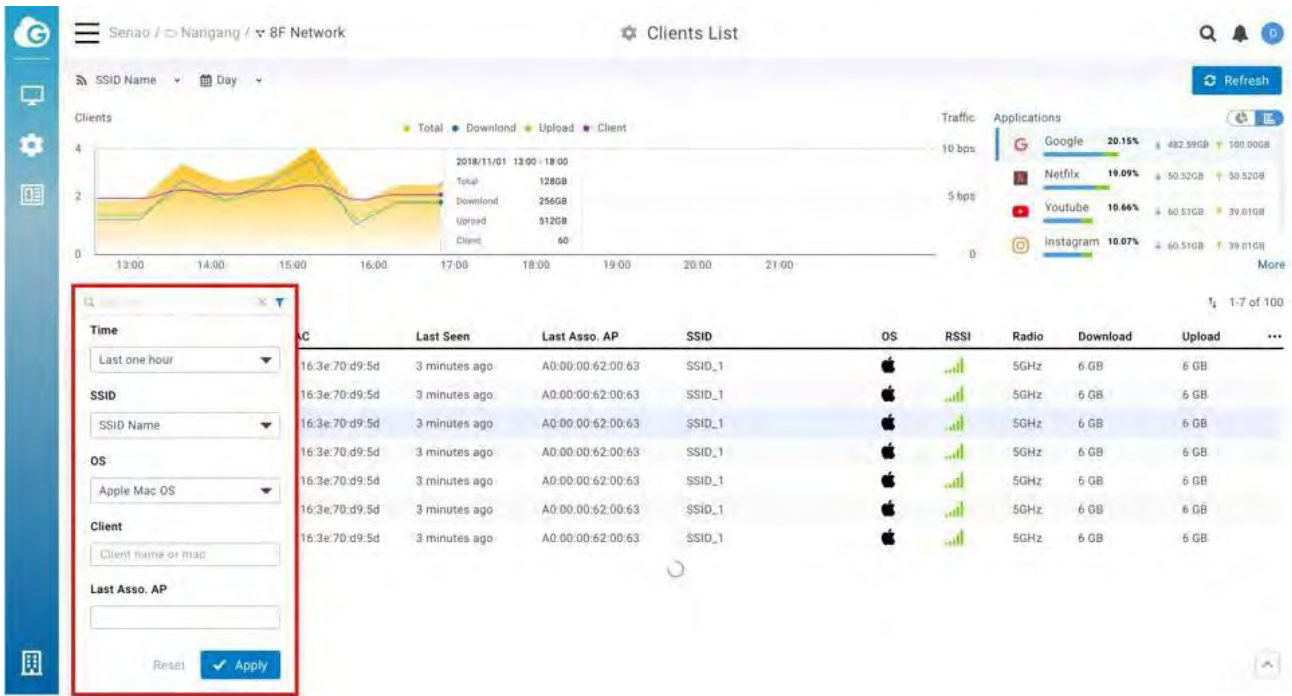 Senao / Nangang / 8F Network
Clients List
SSID Name
Day
Refresh
Clients
Total Downlond Upload Client
Traffic
Applications
4
2
0
10 bps
5 bps
0
2018/11/01 13:00 - 18:00
Total 128GB
Downlond 256GB
Upload 512GB
Client 60
13:00 14:00 15:00 16:00 17:00 18:00 19:00 20:00 21:00
Google 20.15% 482.59GB 100.00GB
Netfilx 19.09% 50.52GB 50.52GB
Youtube 10.66% 60.51GB 39.01GB
Instagram 10.07% 60.51GB 39.01GB
More
1-7 of 100
Time
Last one hour
SSID
SSID Name
OS
Apple Mac OS
Client
Client name or mac
Last Asso. AP
Reset
Apply
AC Last Seen Last Asso. AP SSID OS RSSI Radio Download Upload
16:3e:70:d9:5d 3 minutes ago A0:00:00:62:00:63 SSID_1 5GHz 6 GB 6 GB
16:3e:70:d9:5d 3 minutes ago A0:00:00:62:00:63 SSID_1 5GHz 6 GB 6 GB
16:3e:70:d9:5d 3 minutes ago A0:00:00:62:00:63 SSID_1 5GHz 6 GB 6 GB
16:3e:70:d9:5d 3 minutes ago A0:00:00:62:00:63 SSID_1 5GHz 6 GB 6 GB
16:3e:70:d9:5d 3 minutes ago A0:00:00:62:00:63 SSID_1 5GHz 6 GB 6 GB
16:3e:70:d9:5d 3 minutes ago A0:00:00:62:00:63 SSID_1 5GHz 6 GB 6 GB
16:3e:70:d9:5d 3 minutes ago A0:00:00:62:00:63 SSID_1 5GHz 6 GB 6 GB